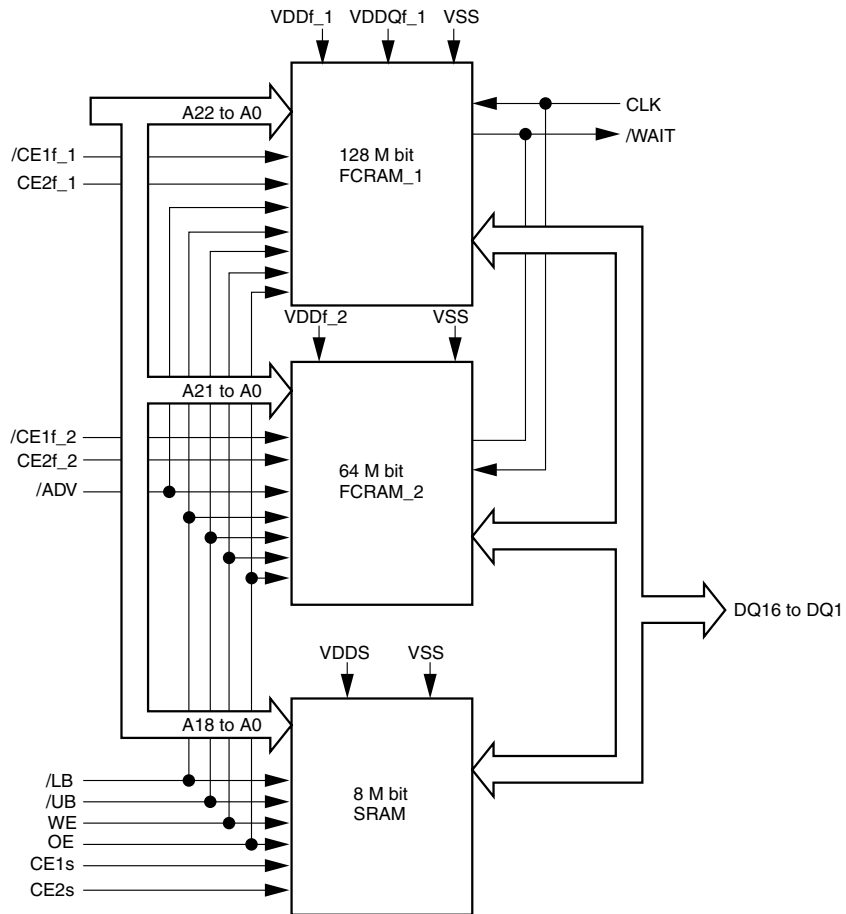 VDDf_1 VDDQf_1 VSS
A22 to A0
CLK
/WAIT
/CE1f_1
CE2f_1
128 M bit
FCRAM_1
VDDf_2 VSS
A21 to A0
/CE1f_2
CE2f_2
/ADV
64 M bit
FCRAM_2
DQ16 to DQ1
VDDS VSS
A18 to A0
/LB
/UB
WE
OE
CE1s
CE2s
8 M bit
SRAM